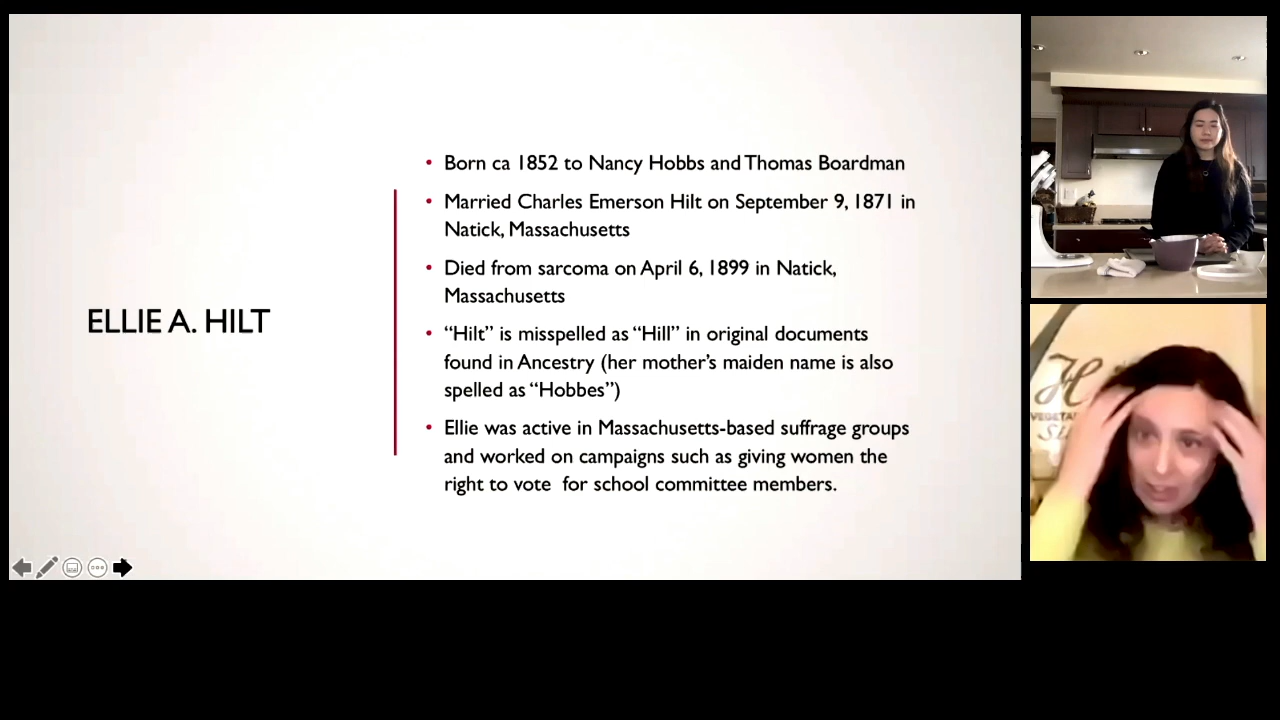 Born ca 1852 to Nancy Hobbs and Thomas Boardman
Married Charles Emerson Hilt on September 9, 1871 in
Natick, Massachusetts
Died from sarcoma on April 6, 1899 in Natick,
Massachusetts
ELLIE A. HILT
“Hilt” is misspelled as “Hill” in original documents
found in Ancestry (her mother’s maiden name is also
spelled as “Hobbes”)
Ellie was active in Massachusetts-based suffrage groups
and worked on campaigns such as giving women the
right to vote  for school committee members.
H